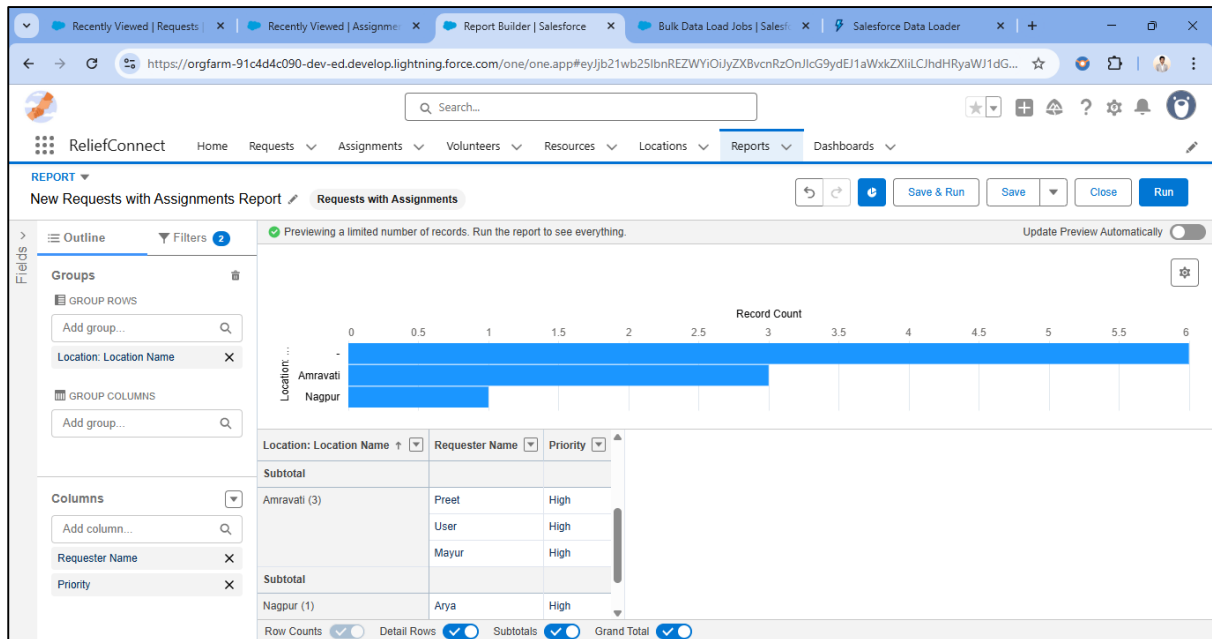 Recently Viewed | Requests |
Recently Viewed | Assignmen
Report Builder | Salesforce
Bulk Data Load Jobs | Salesfo
Salesforce Data Loader
https://orgfarm-91c4d4c090-dev-ed.develop.lightning.force.com/one/one.app#eyJjb21wb25lbnREZWYiOiJyZXBvcnRzOnJlcG9ydEJ1aWxkZXIiLCJhdHRyaWJ1dG...
Search...
ReliefConnect
Home
Requests
Assignments
Volunteers
Resources
Locations
Reports
Dashboards
REPORT
New Requests with Assignments Report
Requests with Assignments
Save & Run
Save
Close
Run
Fields
Outline
Filters 2
Previewing a limited number of records. Run the report to see everything.
Update Preview Automatically
Groups
GROUP ROWS
Add group...
Location: Location Name
GROUP COLUMNS
Add group...
Columns
Add column...
Requester Name
Priority
Record Count
0 0.5 1 1.5 2 2.5 3 3.5 4 4.5 5 5.5 6
Location: ...
-
Amravati
Nagpur
Location: Location Name ↑ Requester Name Priority
Subtotal
Amravati (3) Preet High
User High
Mayur High
Subtotal
Nagpur (1) Arya High
Row Counts Detail Rows Subtotals Grand Total